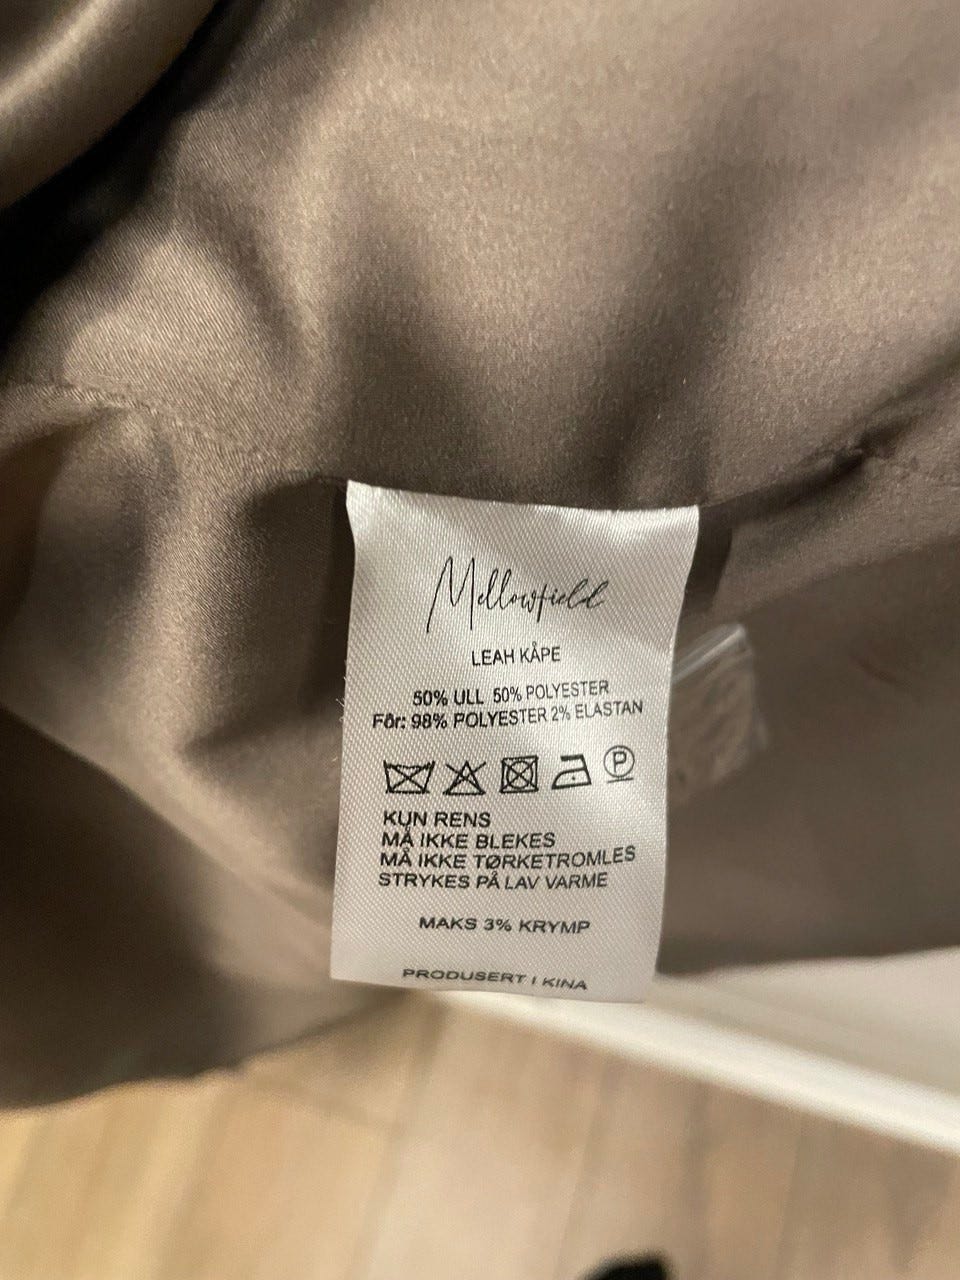 Mellowfield
LEAH KÅPE
50% ULL 50% POLYESTER
Fôr: 98% POLYESTER 2% ELASTAN
P
KUN RENS
MÅ IKKE BLEKES
MÅ IKKE TØRKETROMLES
STRYKES PÅ LAV VARME
MAKS 3% KRYMP
PRODUSERT I KINA